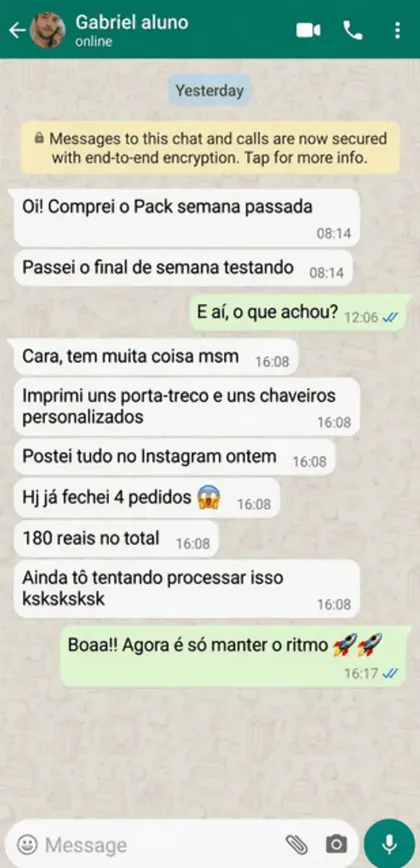 Gabriel aluno
online
Yesterday
Messages to this chat and calls are now secured
with end-to-end encryption. Tap for more info.
Oi! Comprei o Pack semana passada
08:14
Passei o final de semana testando 08:14
E aí, o que achou? 12:06
Cara, tem muita coisa msm 16:08
Imprimi uns porta-treco e uns chaveiros
personalizados
16:08
Postei tudo no Instagram ontem 16:08
Hj já fechei 4 pedidos 😱 16:08
180 reais no total 16:08
Ainda tô tentando processar isso
ksksksksk
16:08
Boaa!! Agora é só manter o ritmo 🚀🚀
16:17
Message